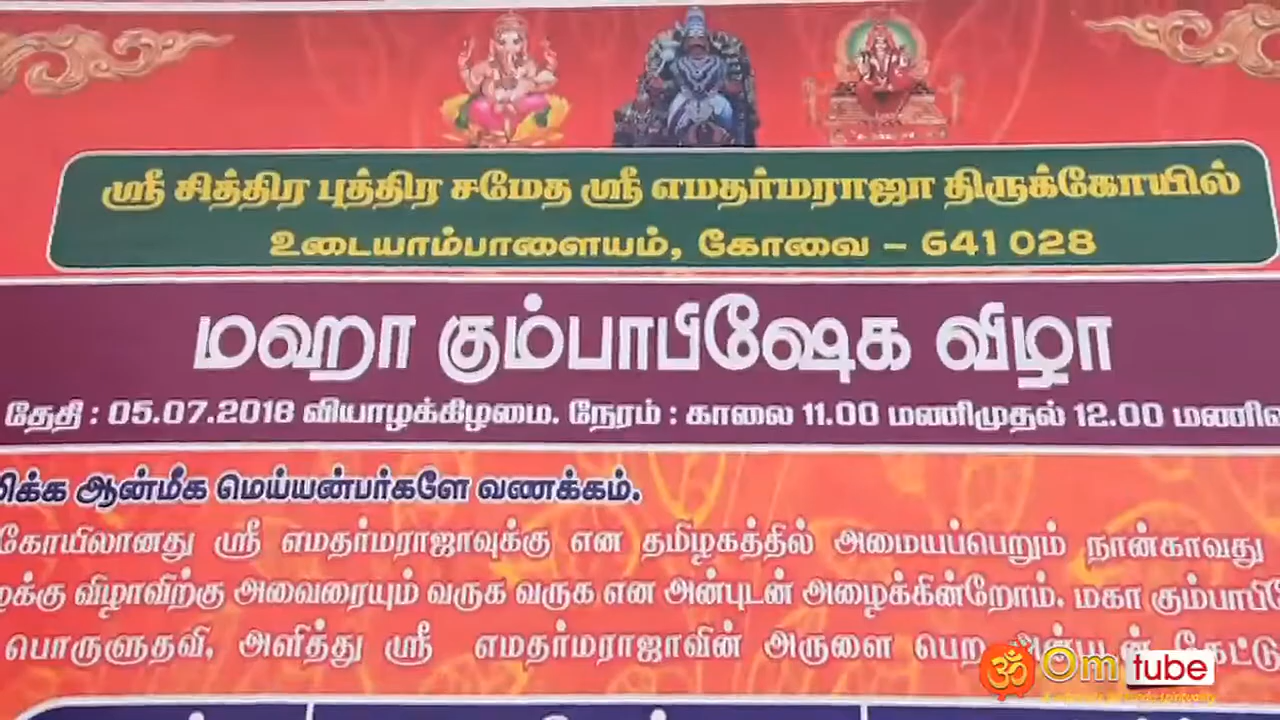 ஸ்ரீ சித்திர புத்திர சமேத ஸ்ரீ எமதர்மராஜா திருக்கோயில்
உடையாம்பாளையம், கோவை – 641 028
மஹா கும்பாபிஷேக விழா
தேதி : 05.07.2018 வியாழக்கிழமை. நேரம் : காலை 11.00 மணிமுதல் 12.00
ஆன்மீக மெய்யன்பர்களே வணக்கம்.
கோயிலானது ஸ்ரீ எமதர்மராஜாவுக்கு என தமிழகத்தில் அமையப்பெறும் நான்காவது
விழாவிற்கு அவைரையும் வருக வருக என அன்புடன் அழைக்கின்றோம். மகா
பொருளுதவி, அளித்து ஸ்ரீ எமதர்மராஜாவின் அருளை பெற
Om tube